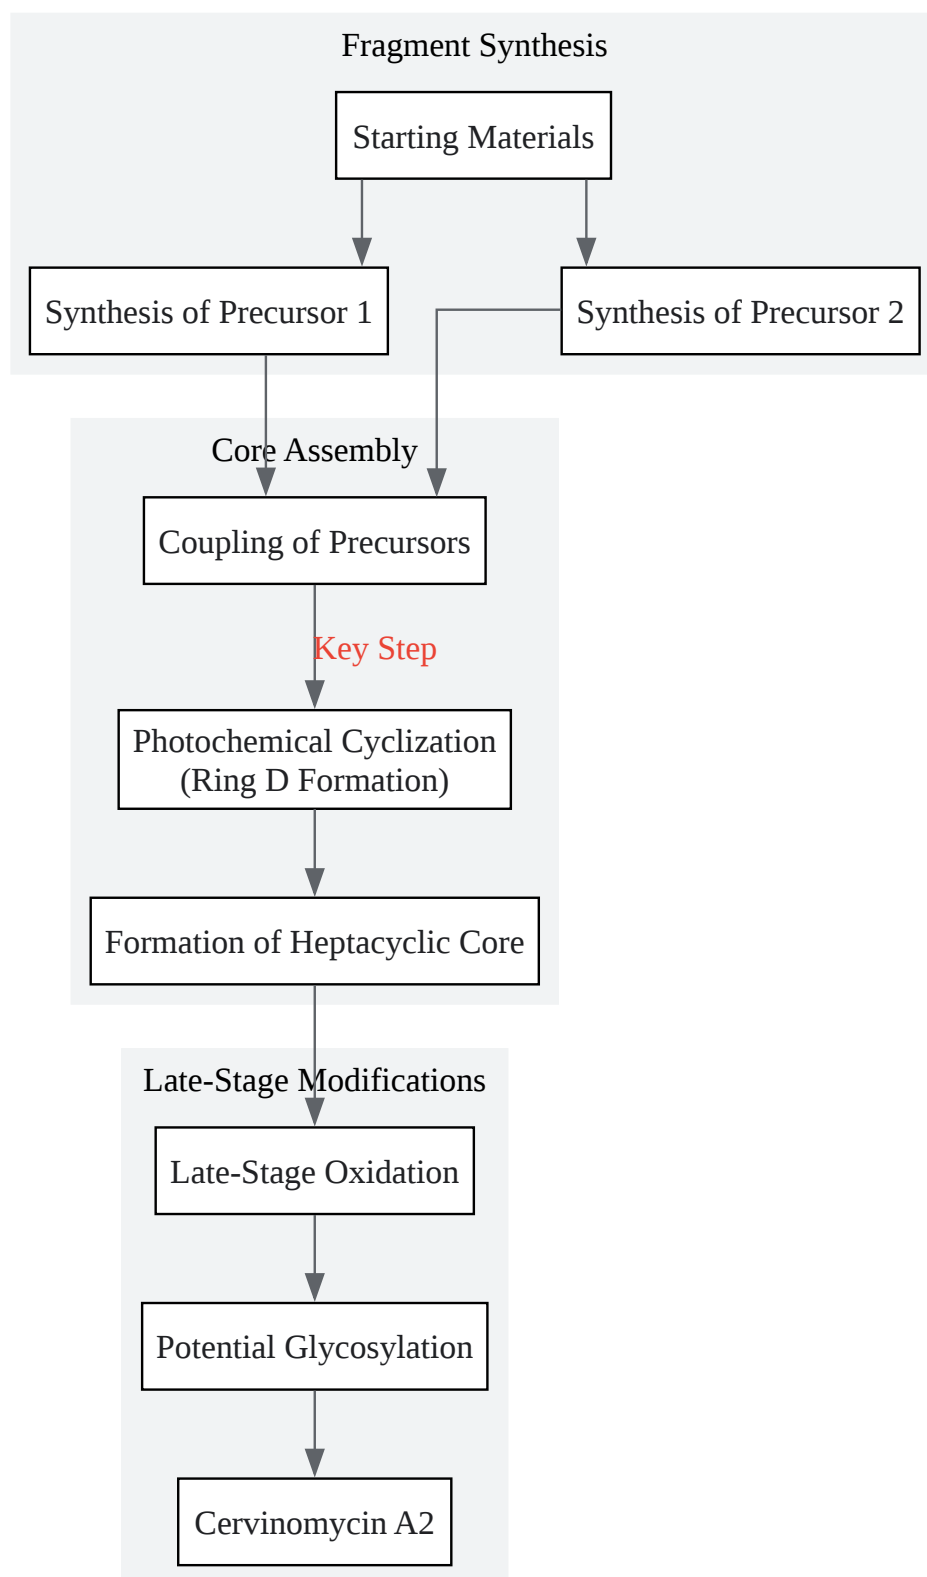 Fragment Synthesis
Starting Materials
Synthesis of Precursor 1
Synthesis of Precursor 2
Core Assembly
Coupling of Precursors
Key Step
Photochemical Cyclization
(Ring D Formation)
Formation of Heptacyclic Core
Late-Stage Modifications
Late-Stage Oxidation
Potential Glycosylation
Cervinomycin A2